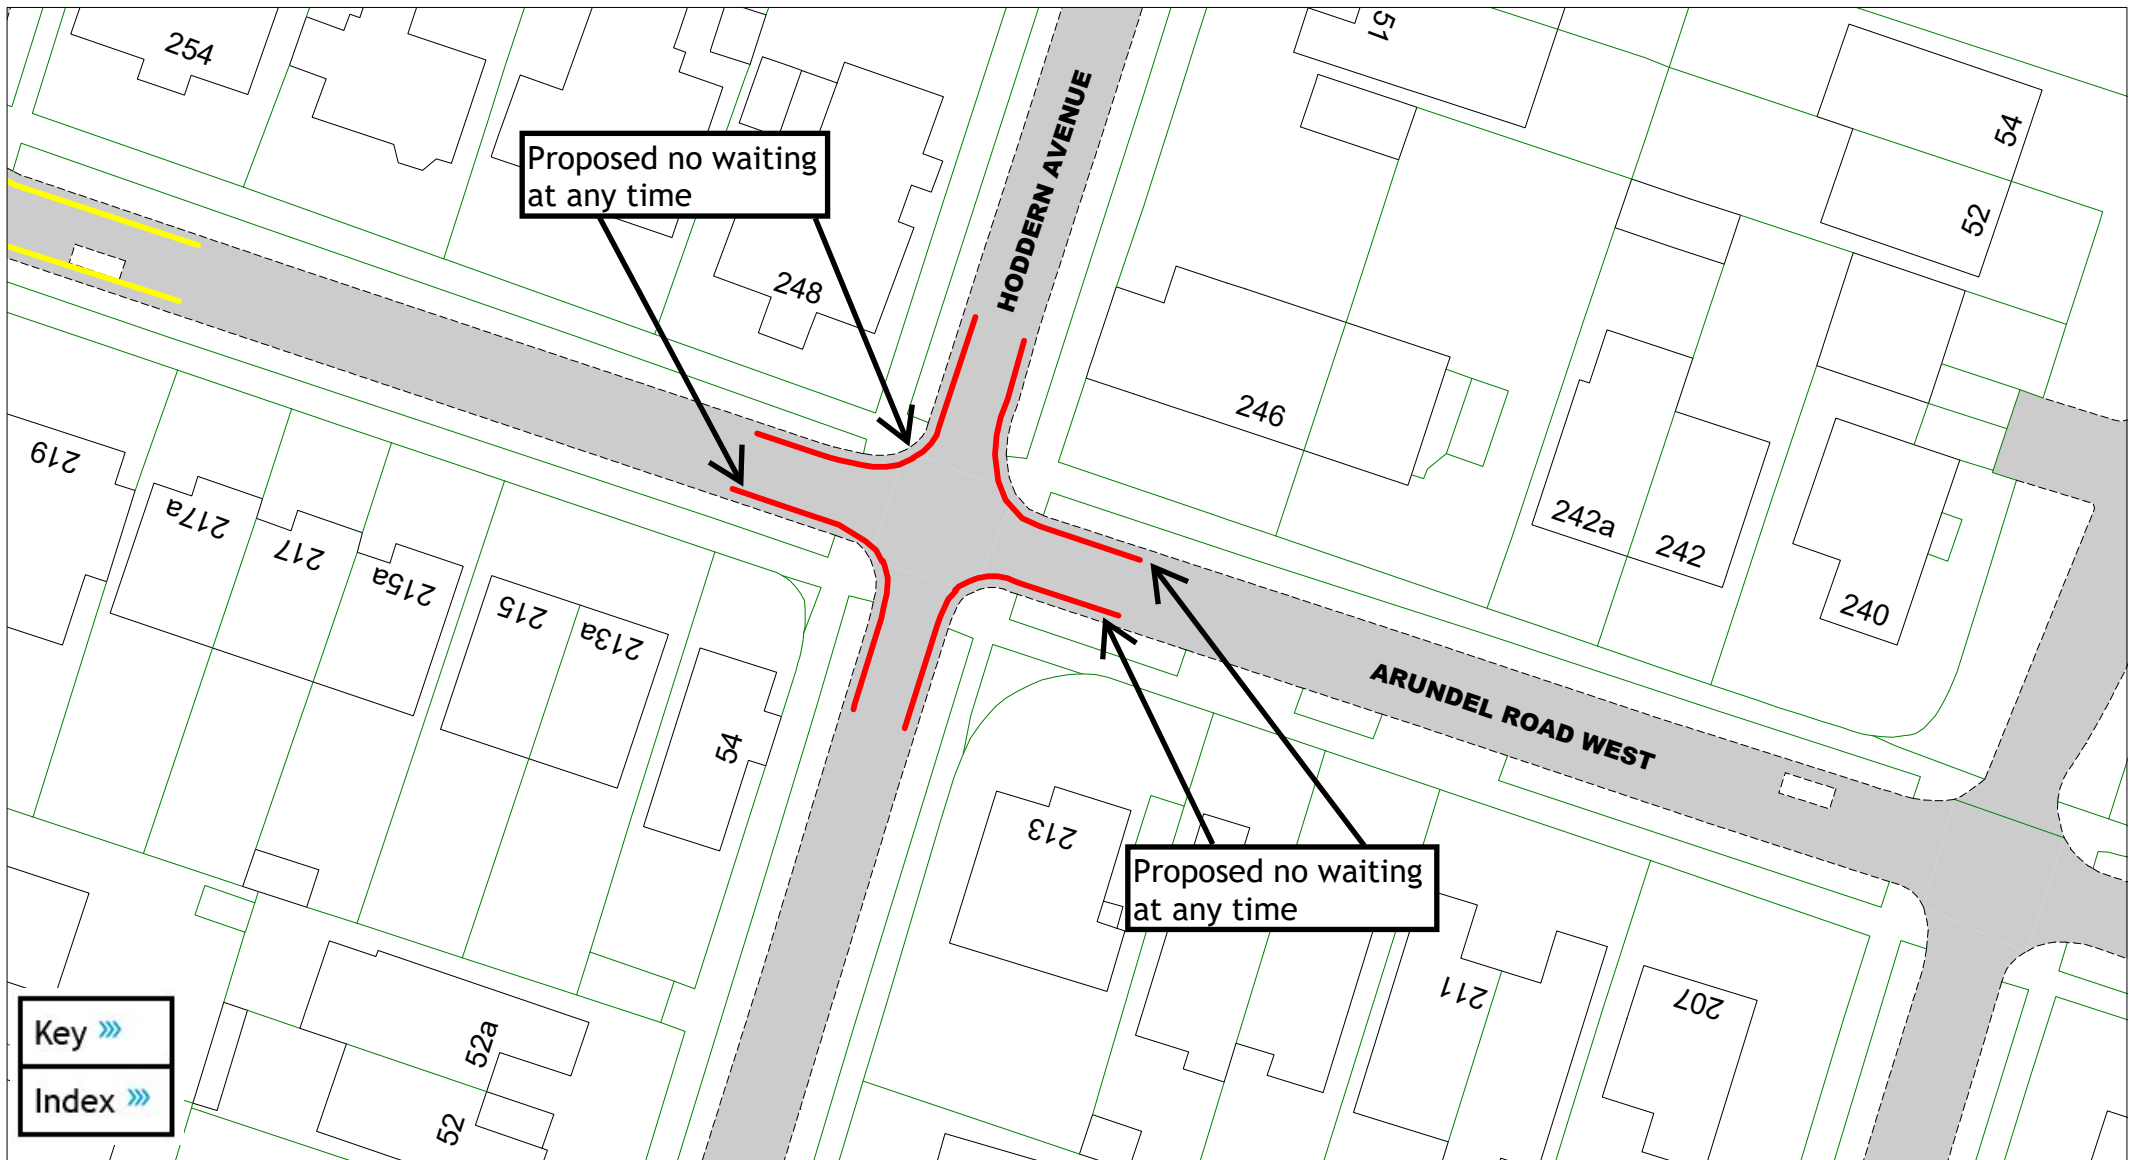 254
51
54
52
HODDERN AVENUE
Proposed no waiting
at any time
248
246
242a
242
240
219
217a
217
215a
215
213a
54
ARUNDEL ROAD WEST
213
Proposed no waiting
at any time
211
207
52a
52
Key
Index